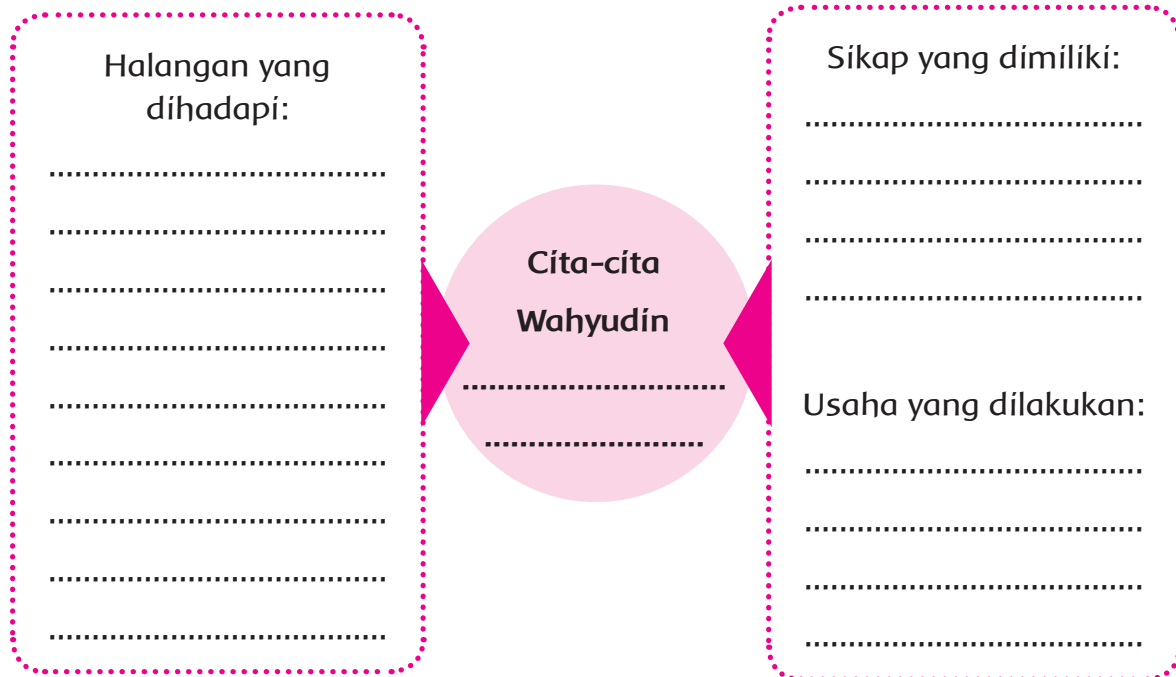 Halangan yang
dihadapi:
Cita-cita
Wahyudin
Sikap yang dimiliki:
Usaha yang dilakukan: